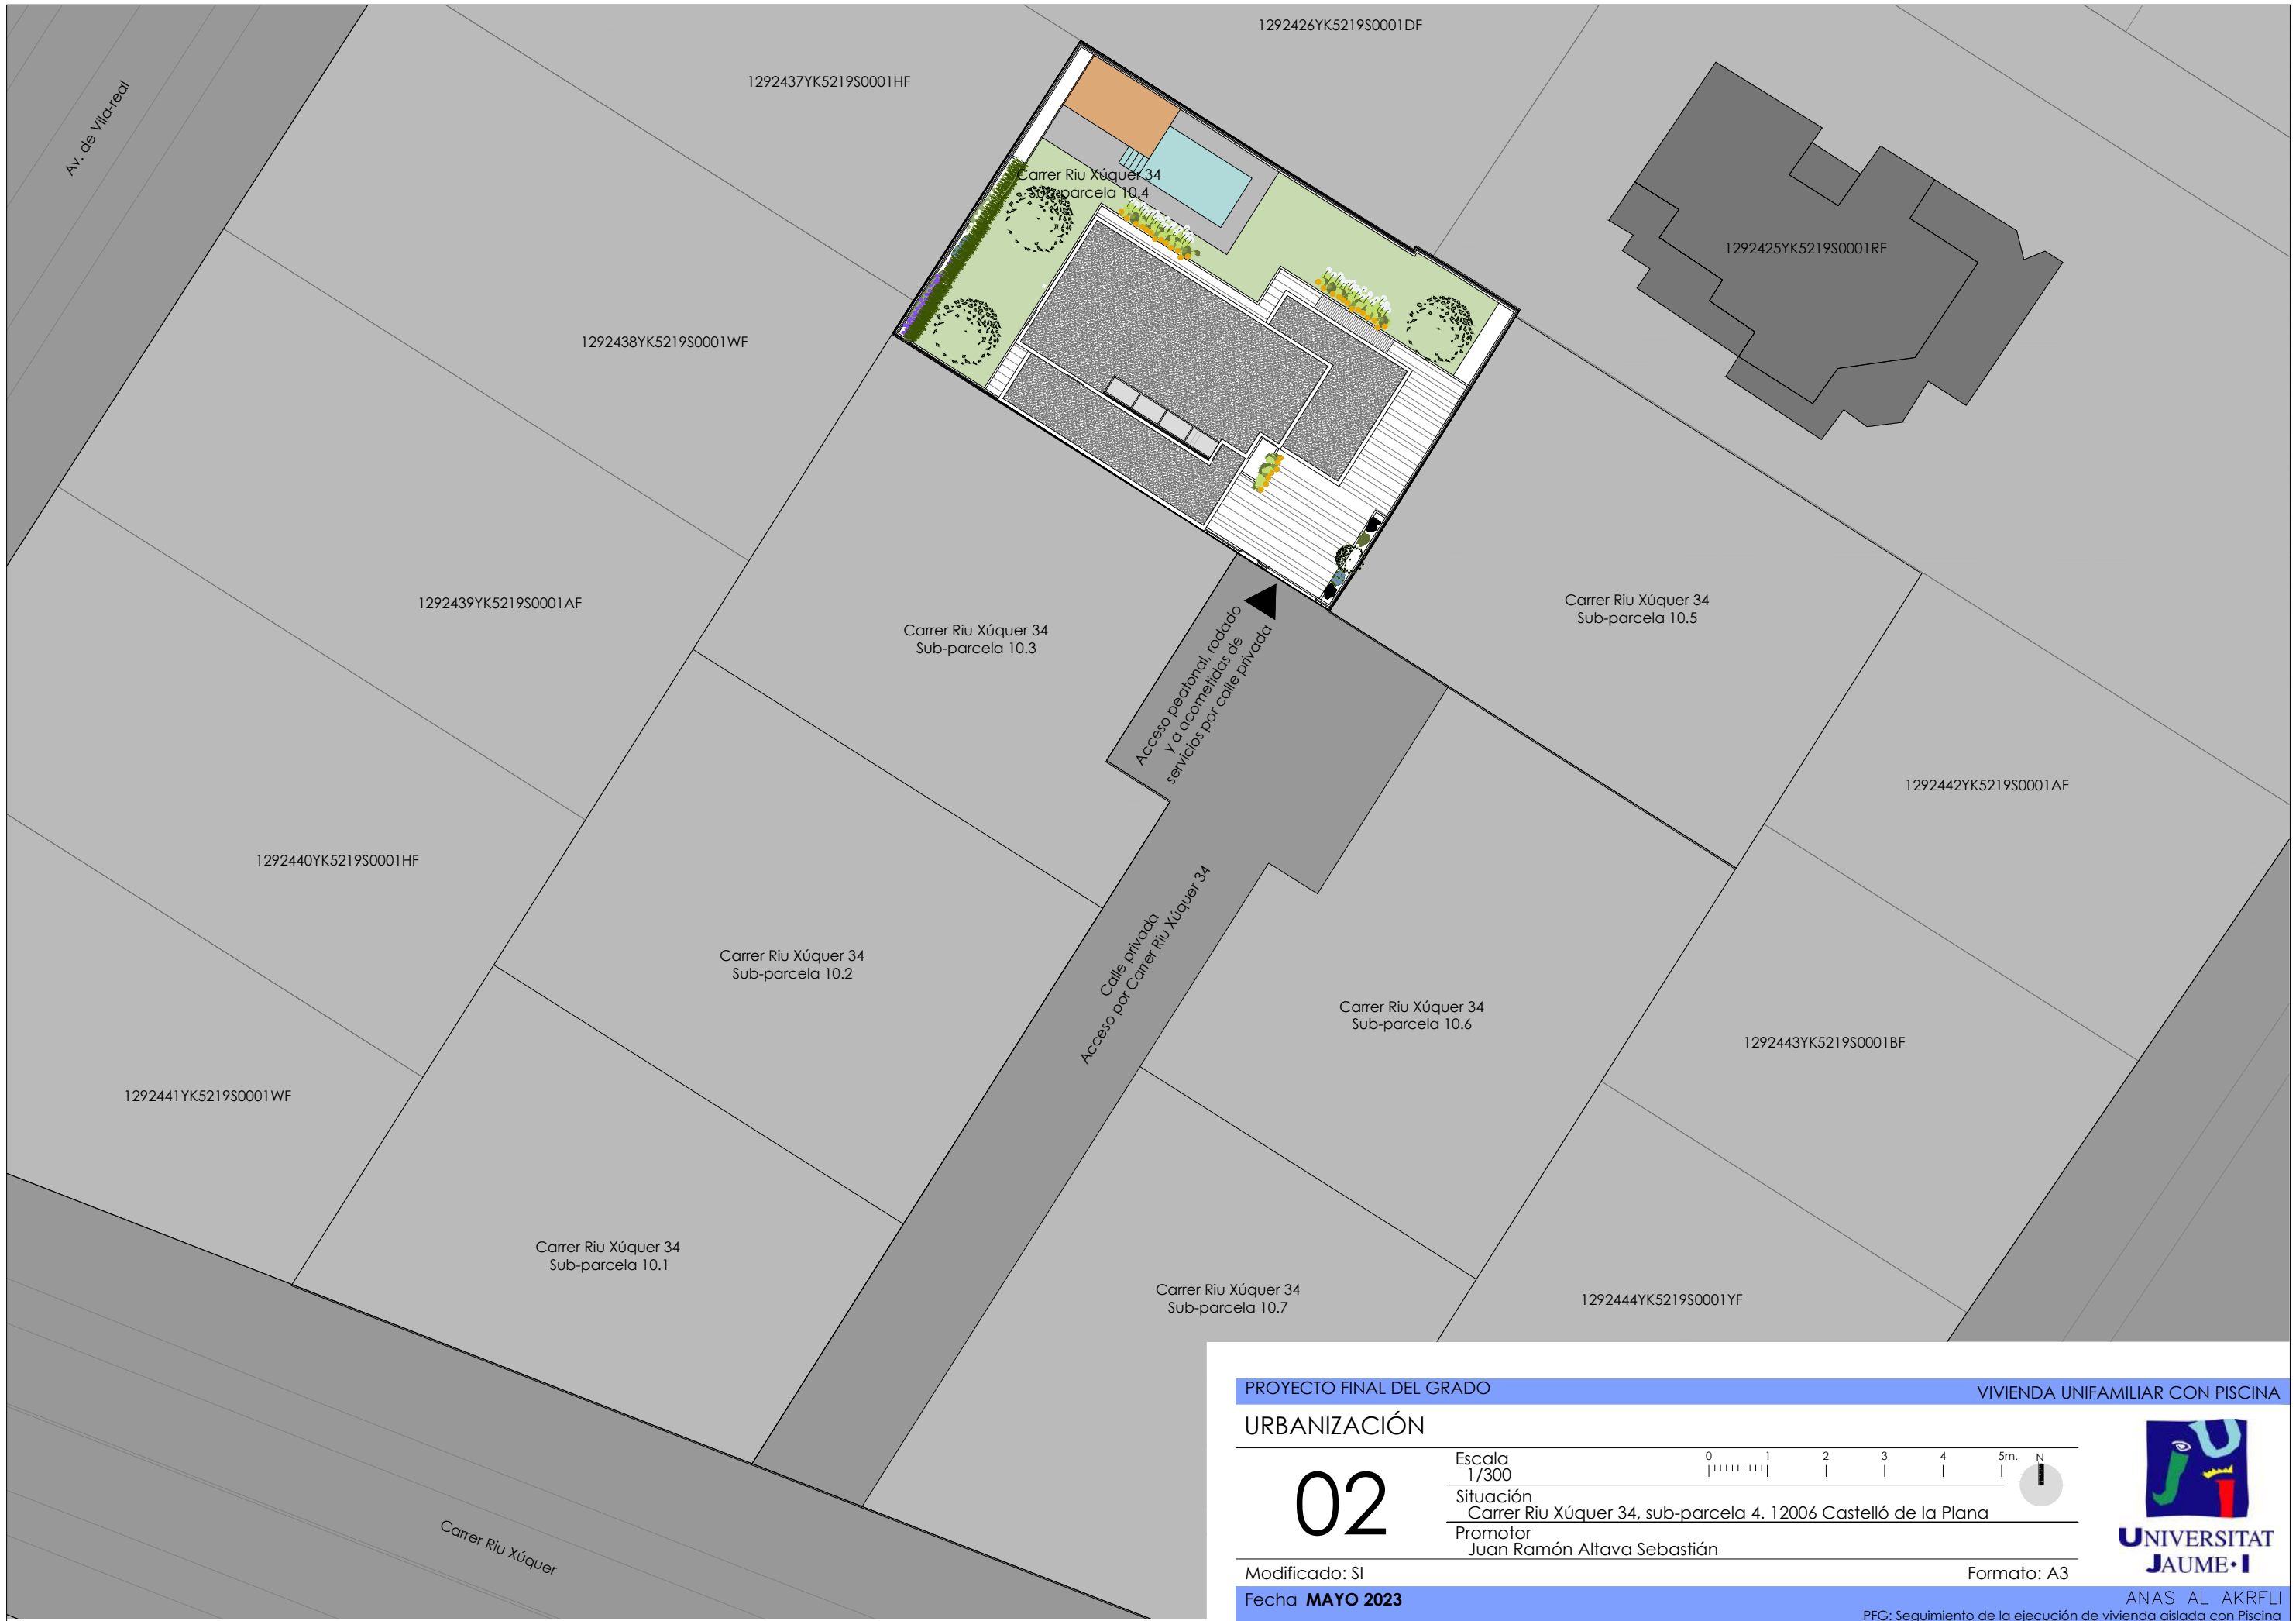 1292426YK5219S0001DF
1292437YK5219S0001HF
Av. de Vila-real
Carrer Riu Xúquer 34
Sub-parcela 10.4
1292425YK5219S0001RF
1292438YK5219S0001WF
1292439YK5219S0001AF
Carrer Riu Xúquer 34
Sub-parcela 10.3
Acceso peatonal, rodado
y a acometidas de
servicios por calle privada
Carrer Riu Xúquer 34
Sub-parcela 10.5
1292442YK5219S0001AF
1292440YK5219S0001HF
Carrer Riu Xúquer 34
Sub-parcela 10.2
Calle privada
Acceso por Carrer Riu Xúquer 34
Carrer Riu Xúquer 34
Sub-parcela 10.6
1292443YK5219S0001BF
1292441YK5219S0001WF
Carrer Riu Xúquer 34
Sub-parcela 10.1
Carrer Riu Xúquer 34
Sub-parcela 10.7
1292444YK5219S0001YF
Carrer Riu Xúquer
PROYECTO FINAL DEL GRADO
VIVIENDA UNIFAMILIAR CON PISCINA
URBANIZACIÓN
02
Escala
1/300
0 1 2 3 4 5m.
N
Situación
Carrer Riu Xúquer 34, sub-parcela 4. 12006 Castelló de la Plana
Promotor
Juan Ramón Altava Sebastián
Modificado: SI
Formato: A3
Fecha MAYO 2023
UNIVERSITAT
JAUME·I
ANAS AL AKRFLI
PFG: Seguimiento de la ejecución de vivienda aislada con Piscina